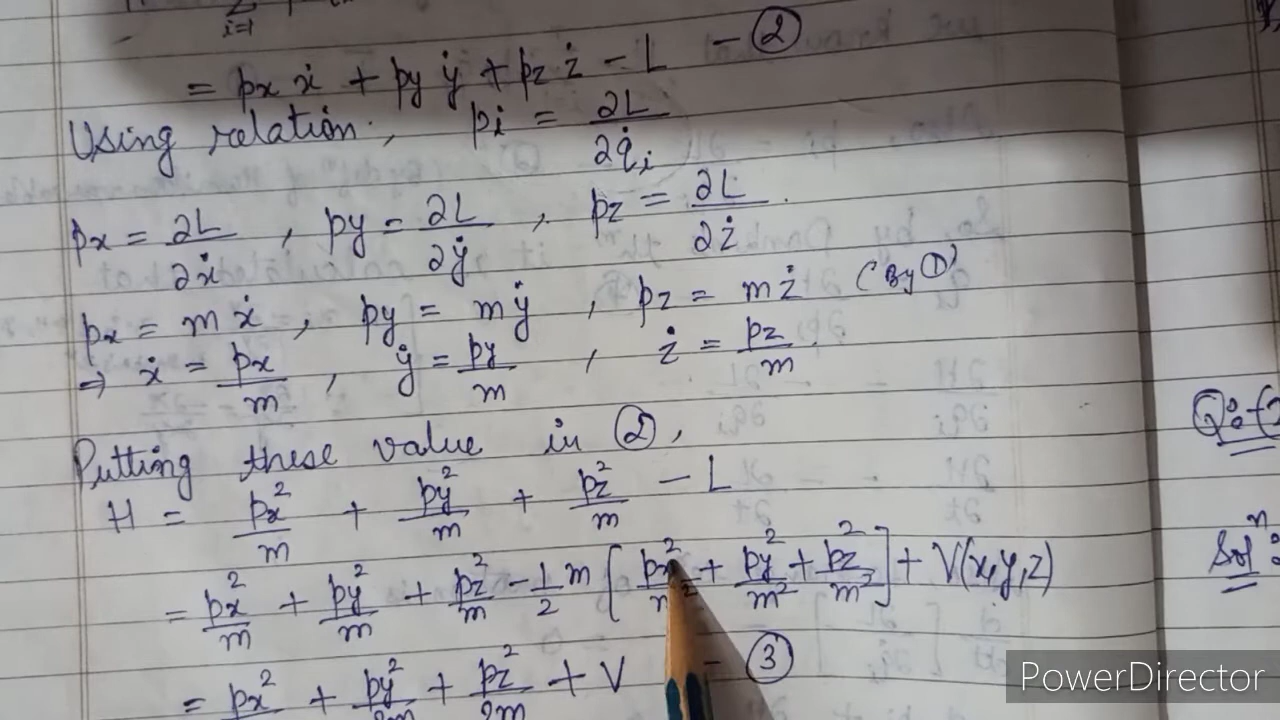 i=1
= px ẋ + py ẏ + pz ż − L − ②
Using relation, pi = ∂L/∂q̇i
px = ∂L/∂ẋ , py = ∂L/∂ẏ , pz = ∂L/∂ż .
px = mẋ , py = mẏ , pz = mż (By ①)
⇒ ẋ = px/m , ẏ = py/m , ż = pz/m
Putting these value in ②,
H = px²/m + py²/m + pz²/m − L
= px²/m + py²/m + pz²/m − 1/2 m [px²/m² + py²/m² + pz²/m²] + V(x,y,z)
= px² + py²/2m + pz²/2m + V − ③
Q:-
Solⁿ:
PowerDirector